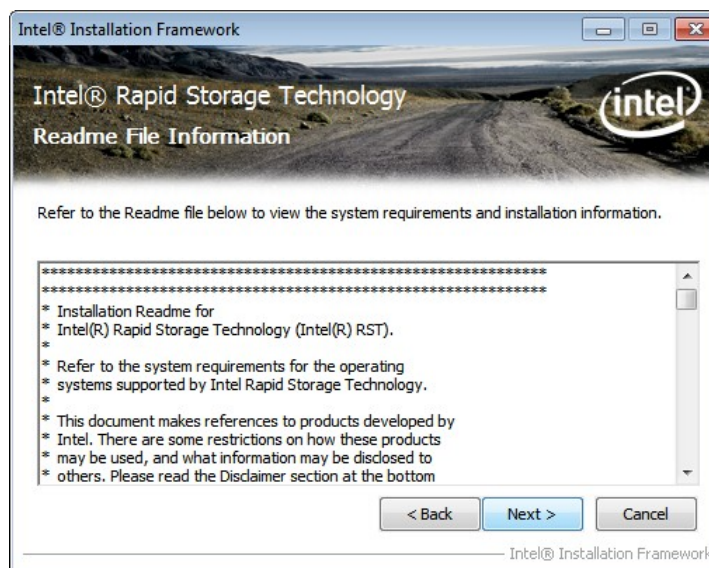 Intel® Installation Framework
Intel® Rapid Storage Technology
Readme File Information
intel
Refer to the Readme file below to view the system requirements and installation information.
************************************************************
************************************************************
* Installation Readme for
* Intel(R) Rapid Storage Technology (Intel(R) RST).
*
* Refer to the system requirements for the operating
* systems supported by Intel Rapid Storage Technology.
*
* This document makes references to products developed by
* Intel. There are some restrictions on how these products
* may be used, and what information may be disclosed to
* others. Please read the Disclaimer section at the bottom
< Back
Next >
Cancel
Intel® Installation Framework